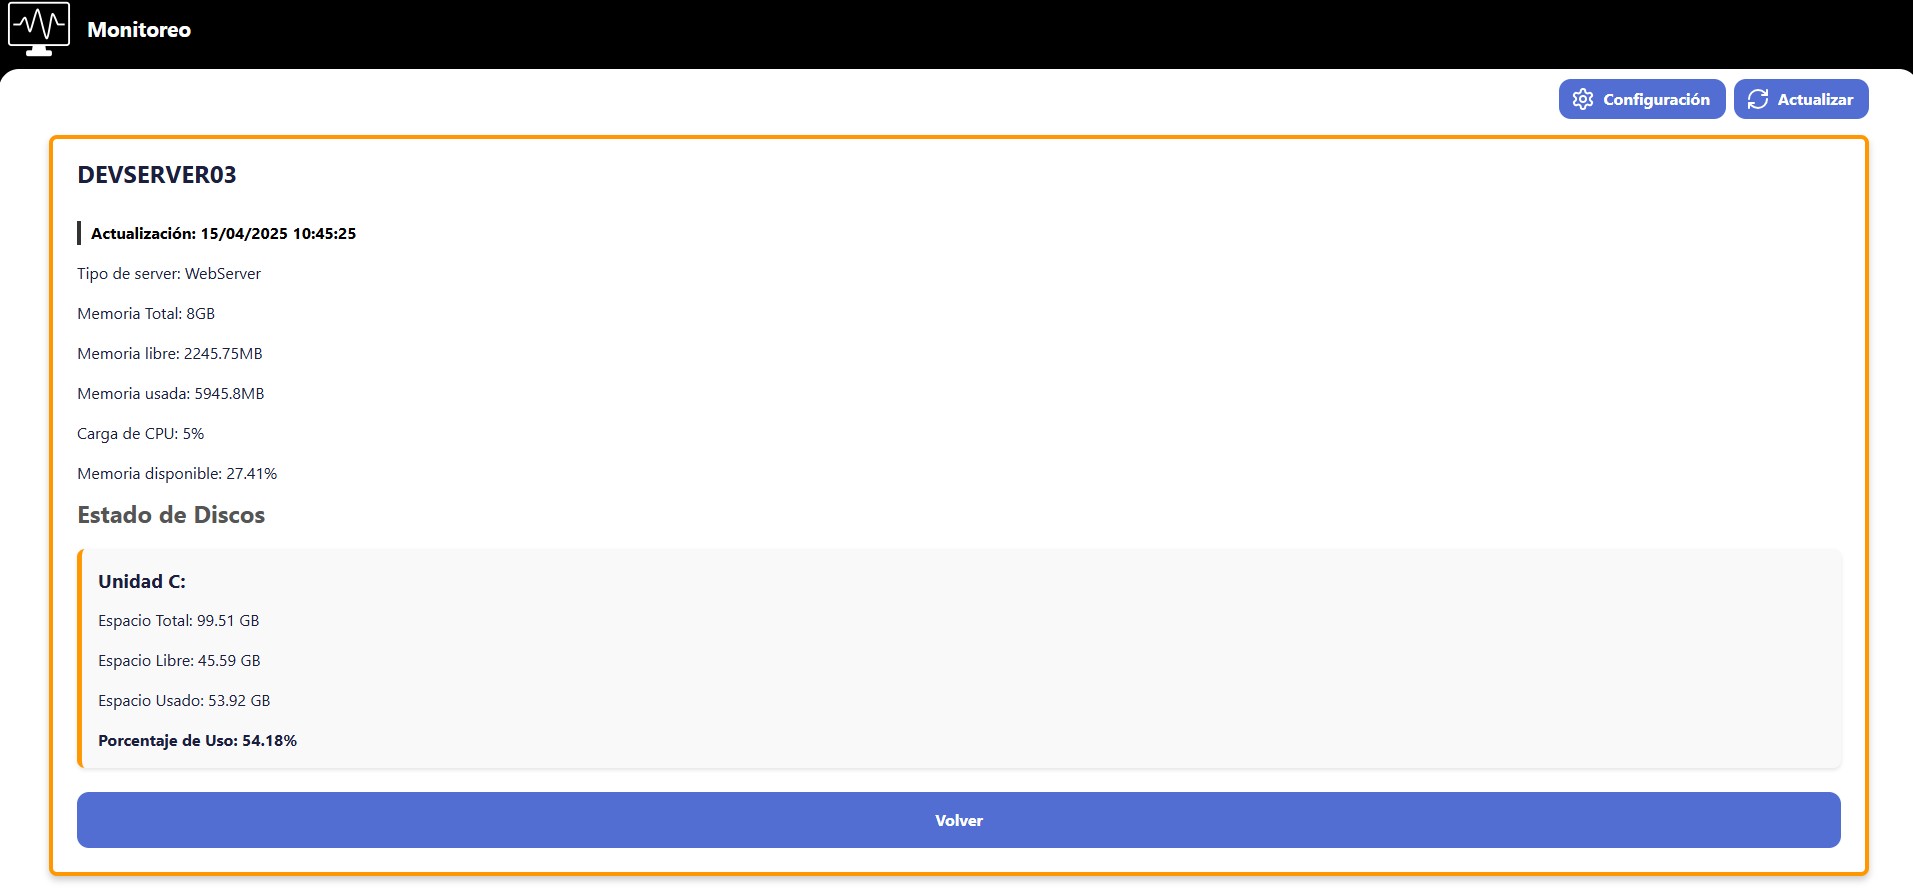 Monitoreo
Configuración
Actualizar
DEVSERVER03
Actualización: 15/04/2025 10:45:25
Tipo de server: WebServer
Memoria Total: 8GB
Memoria libre: 2245.75MB
Memoria usada: 5945.8MB
Carga de CPU: 5%
Memoria disponible: 27.41%
Estado de Discos
Unidad C:
Espacio Total: 99.51 GB
Espacio Libre: 45.59 GB
Espacio Usado: 53.92 GB
Porcentaje de Uso: 54.18%
Volver